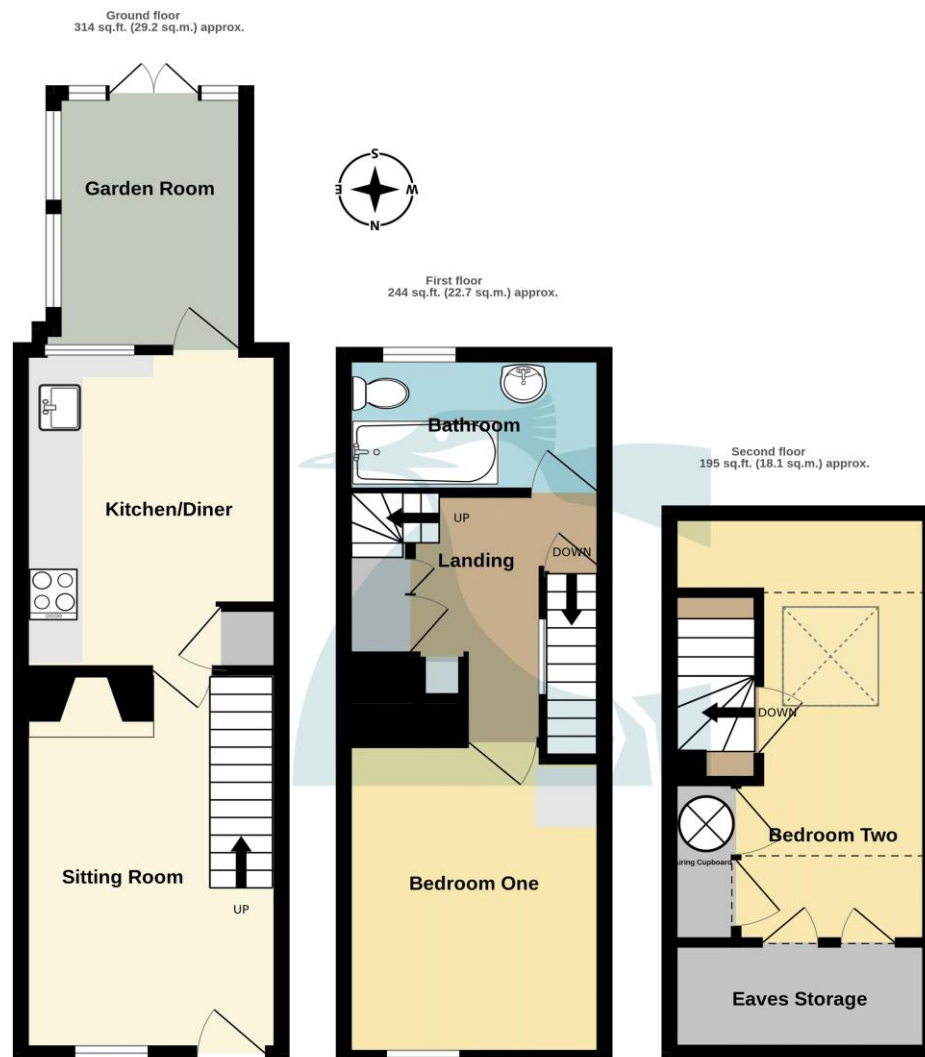 Ground floor
314 sq.ft. (29.2 sq.m.) approx.
Garden Room
Kitchen/Diner
Sitting Room
UP
S
E
W
N
First floor
244 sq.ft. (22.7 sq.m.) approx.
Bathroom
UP
Landing
DOWN
Bedroom One
Second floor
195 sq.ft. (18.1 sq.m.) approx.
DOWN
Bedroom Two
Airing Cupboard
Eaves Storage